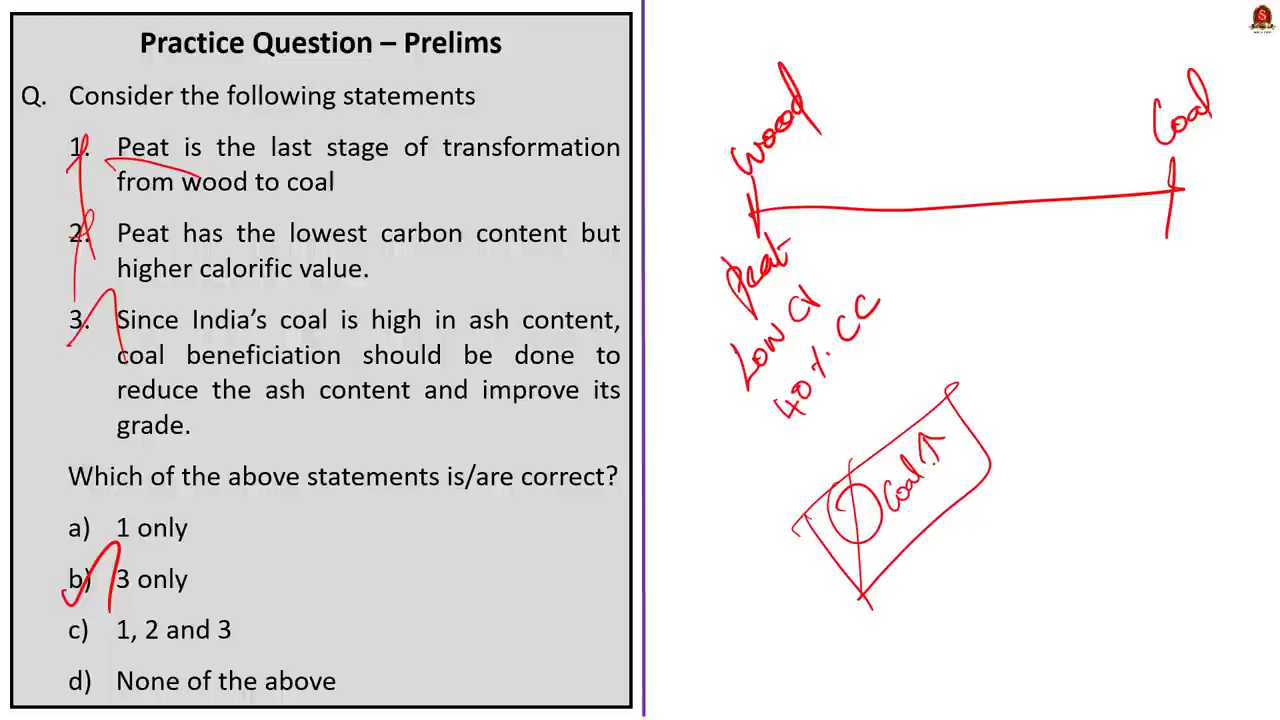 Practice Question – Prelims
Q. Consider the following statements
1. Peat is the last stage of transformation
from wood to coal
2. Peat has the lowest carbon content but
higher calorific value.
3. Since India’s coal is high in ash content,
coal beneficiation should be done to
reduce the ash content and improve its
grade.
Which of the above statements is/are correct?
a) 1 only
b) 3 only
c) 1, 2 and 3
d) None of the above
Wood
Coal
Peat
Low CV
40% CC
Coal ↑